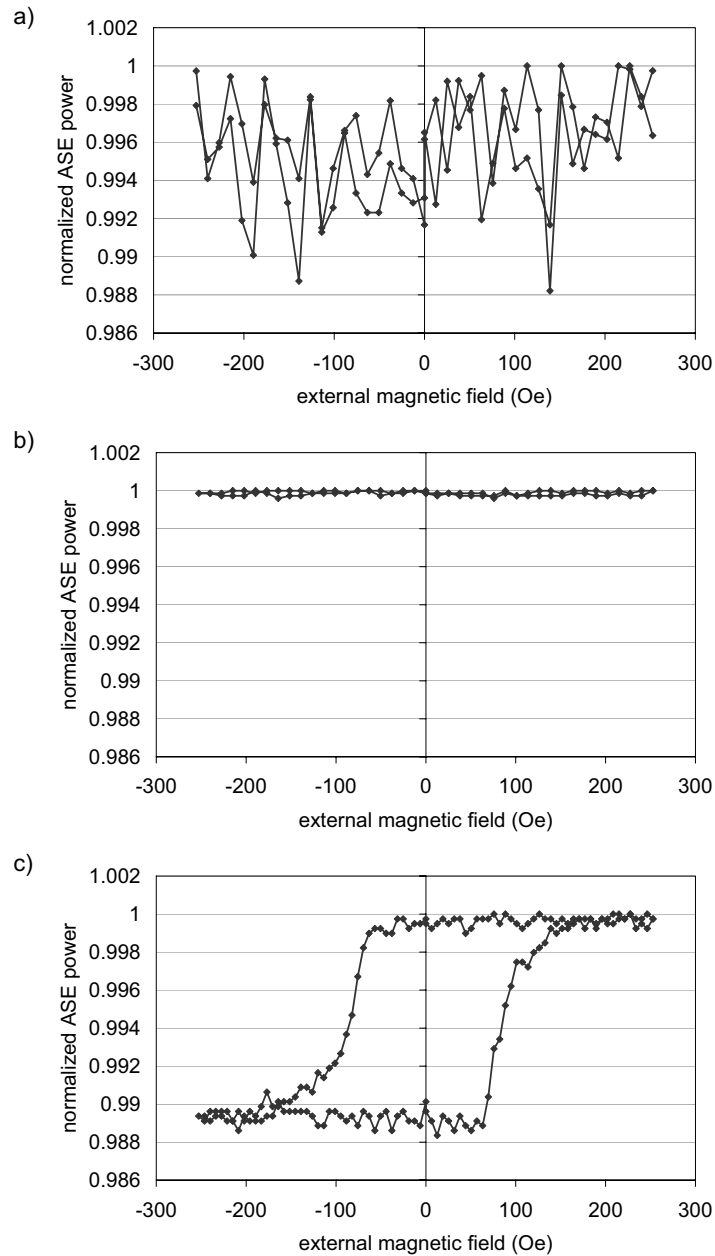 a)
1.002
1
0.998
0.996
0.994
0.992
0.99
0.988
0.986
normalized ASE power
-300 -200 -100 0 100 200 300
external magnetic field (Oe)
b)
1.002
1
0.998
0.996
0.994
0.992
0.99
0.988
0.986
normalized ASE power
-300 -200 -100 0 100 200 300
external magnetic field (Oe)
c)
1.002
1
0.998
0.996
0.994
0.992
0.99
0.988
0.986
normalized ASE power
-300 -200 -100 0 100 200 300
external magnetic field (Oe)